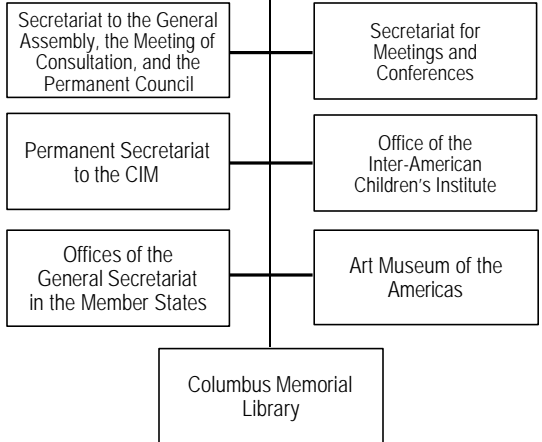 Secretariat to the General
Assembly, the Meeting of
Consultation, and the
Permanent Council
Secretariat for
Meetings and
Conferences
Permanent Secretariat
to the CIM
Office of the
Inter-American
Children's Institute
Offices of the
General Secretariat
in the Member States
Art Museum of the
Americas
Columbus Memorial
Library